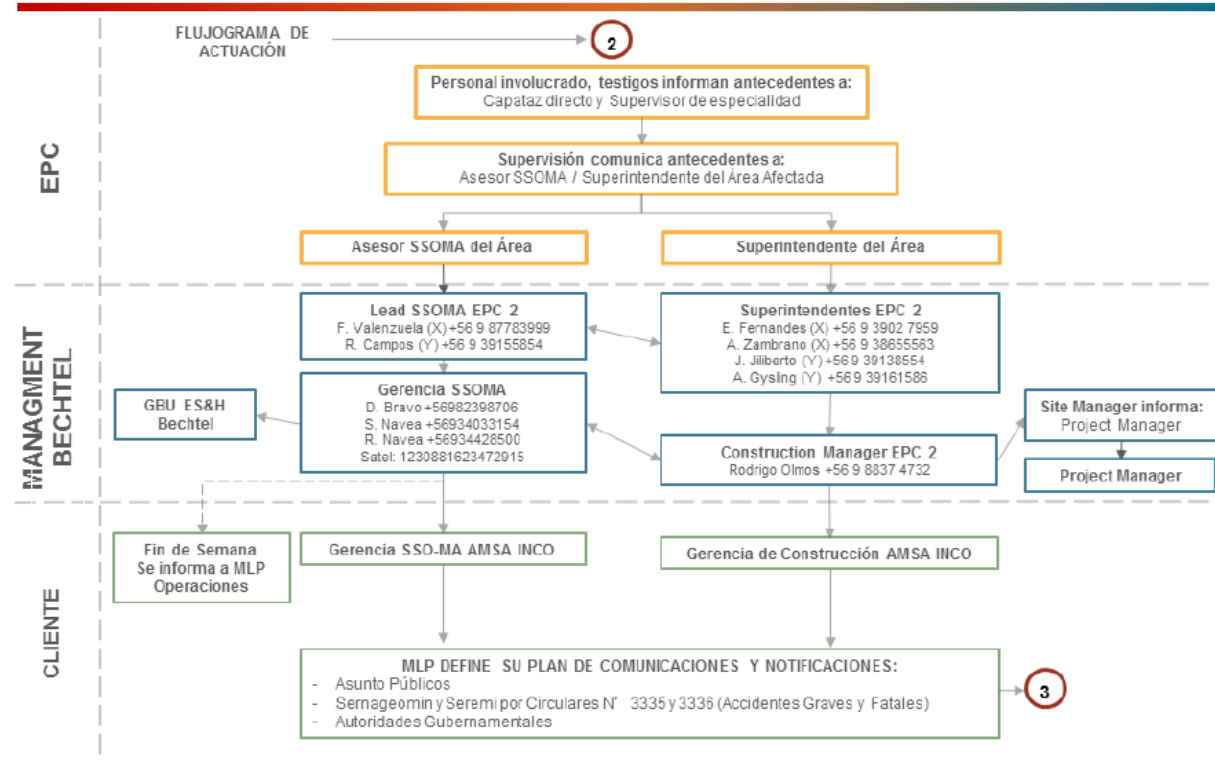 FLUJOGRAMA DE
ACTUACIÓN
2
EPC
Personal involucrado, testigos informan antecedentes a:
Capataz directo y Supervisor de especialidad
Supervisión comunica antecedentes a:
Asesor SSOMA / Superintendente del Área Afectada
Asesor SSOMA del Área
Superintendente del Área
MANAGMENT
BECHTEL
Lead SSOMA EPC 2
F. Valenzuela (X) +56 9 87783999
R. Campos (Y) +56 9 39155854
Superintendentes EPC 2
E. Fernandes (X) +56 9 3902 7959
A. Zambrano (X) +56 9 38655563
J. Jiliberto (Y) +569 39138554
A. Gysling (Y) +569 39161586
GBU ES&H
Bechtel
Gerencia SSOMA
D. Bravo +56982398706
S. Navea +56934033154
R. Navea +56934428500
Satel: 1230881623472915
Construction Manager EPC 2
Rodrigo Olmos +56 9 8837 4732
Site Manager informa:
Project Manager
Project Manager
CLIENTE
Fin de Semana
Se informa a MLP
Operaciones
Gerencia SSO-MA AMSA INCO
Gerencia de Construcción AMSA INCO
MLP DEFINE SU PLAN DE COMUNICACIONES Y NOTIFICACIONES:
- Asunto Públicos
- Sernageomin y Seremi por Circulares N° 3335 y 3336 (Accidentes Graves y Fatales)
- Autoridades Gubernamentales
3